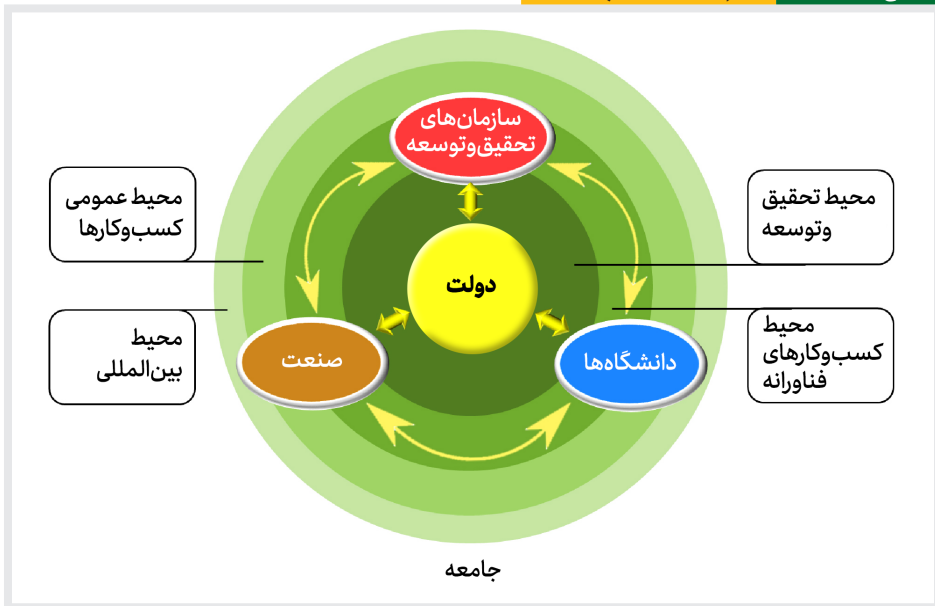 سازمان‌های
تحقیق‌وتوسعه
محیط تحقیق
وتوسعه
محیط عمومی
کسب‌وکارها
دولت
محیط
کسب‌وکارهای
فناورانه
محیط
بین‌المللی
دانشگاه‌ها
صنعت
جامعه